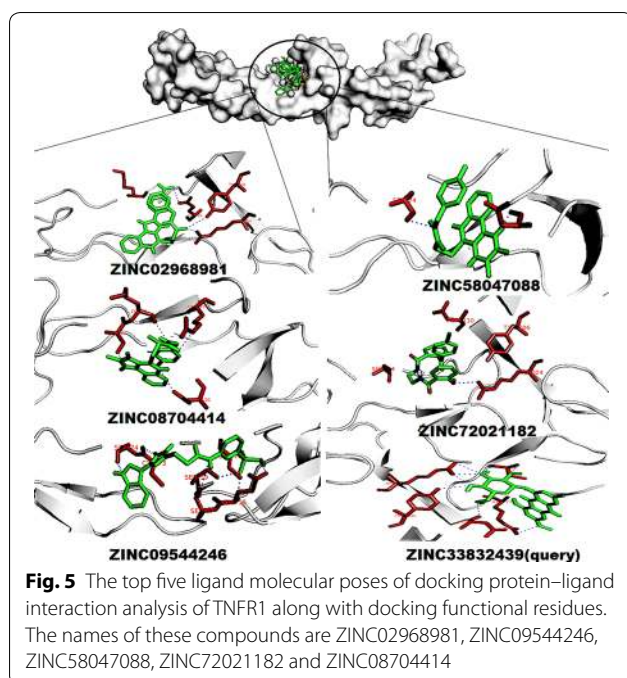 ZINC02968981
ZINC58047088
ZINC08704414
ZINC72021182
ZINC09544246
ZINC33832439(query)
Fig. 5 The top five ligand molecular poses of docking protein–ligand
interaction analysis of TNFR1 along with docking functional residues.
The names of these compounds are ZINC02968981, ZINC09544246,
ZINC58047088, ZINC72021182 and ZINC08704414